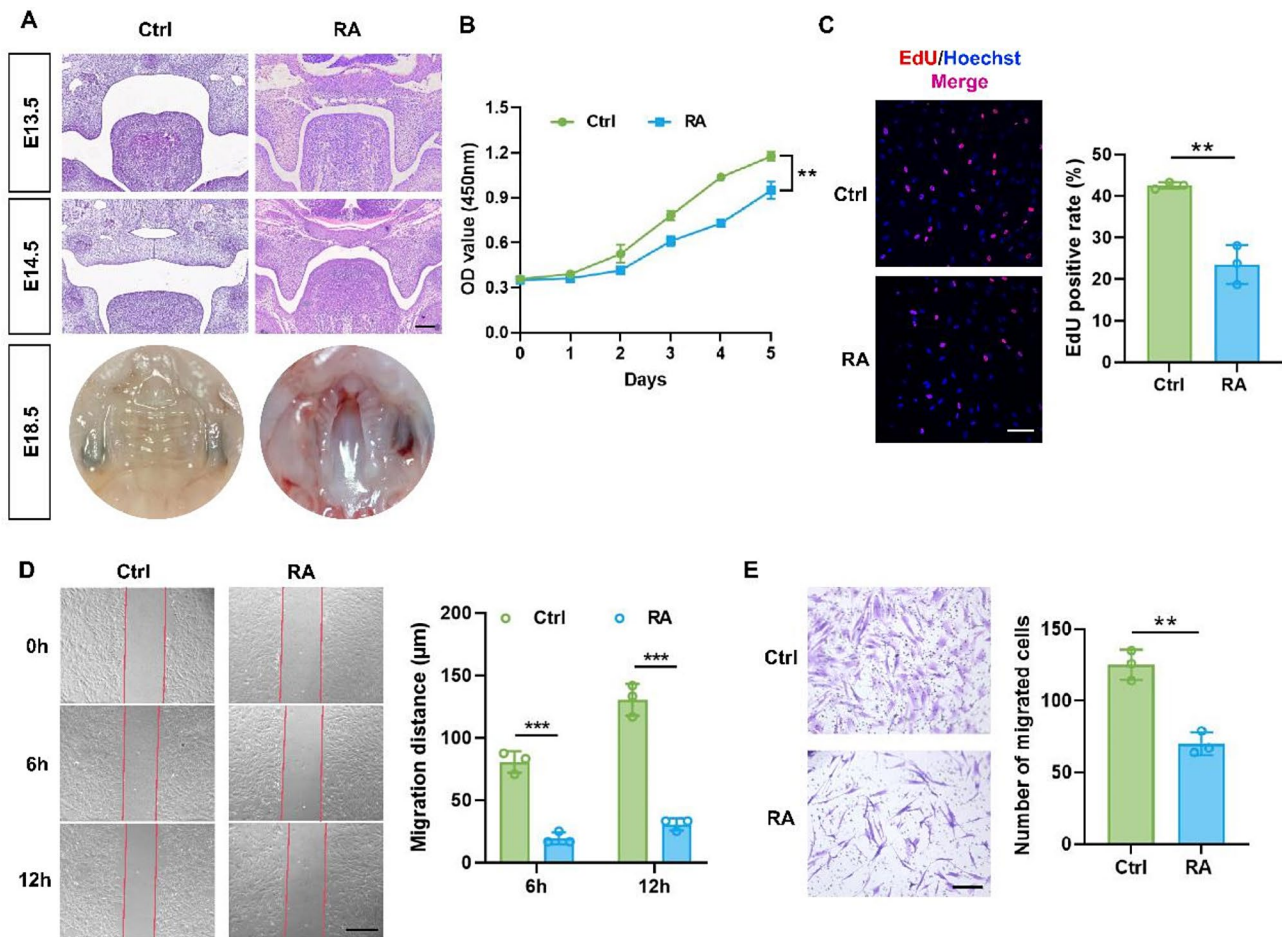 A
Ctrl
RA
E13.5
E14.5
E18.5
B
Ctrl
RA
OD value (450nm)
1.5
1.2
0.9
0.6
0.3
0.0
**
0
1
2
3
4
5
Days
C
EdU/Hoechst
Merge
Ctrl
RA
EdU positive rate (%)
50
40
30
20
10
0
**
Ctrl
RA
D
Ctrl
RA
0h
6h
12h
Migration distance (μm)
200
150
100
50
0
Ctrl
RA
***
***
6h
12h
E
Ctrl
RA
Number of migrated cells
150
100
50
0
**
Ctrl
RA